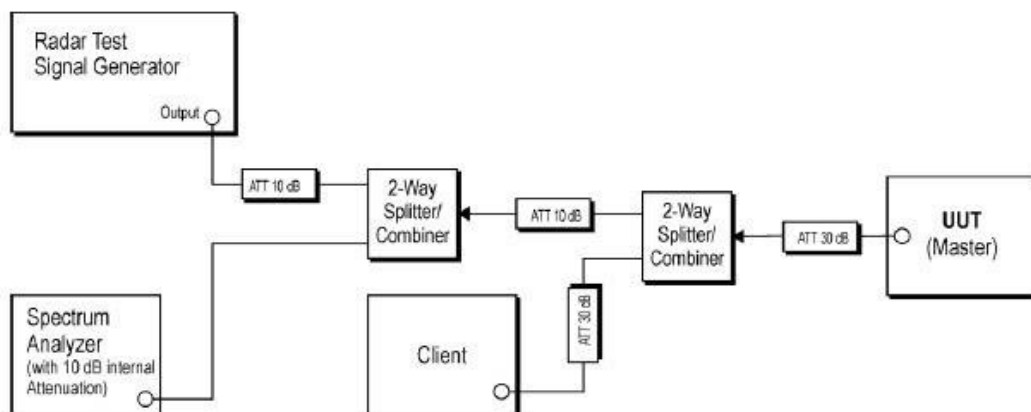 Radar Test
Signal Generator
Output
ATT 10 dB
2-Way
Splitter/
Combiner
ATT 10 dB
2-Way
Splitter/
Combiner
ATT 30 dB
UUT
(Master)
Spectrum
Analyzer
(with 10 dB internal
Attenuation)
Client
ATT 30 dB